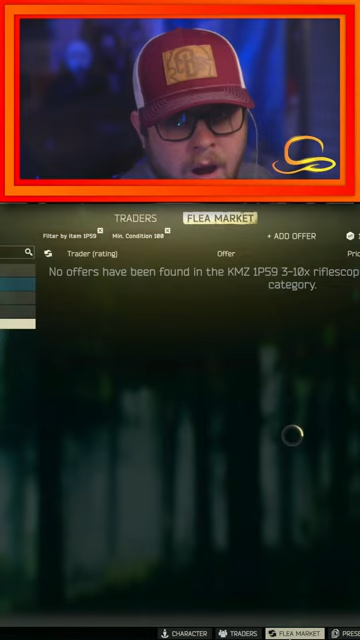 TRADERS FLEA MARKET
Filter by item 1P59 x Min. Condition 100 x
+ ADD OFFER
Trader (rating) Offer
No offers have been found in the KMZ 1P59 3-10x riflescop
category.
CHARACTER TRADERS FLEA MARKET PRES